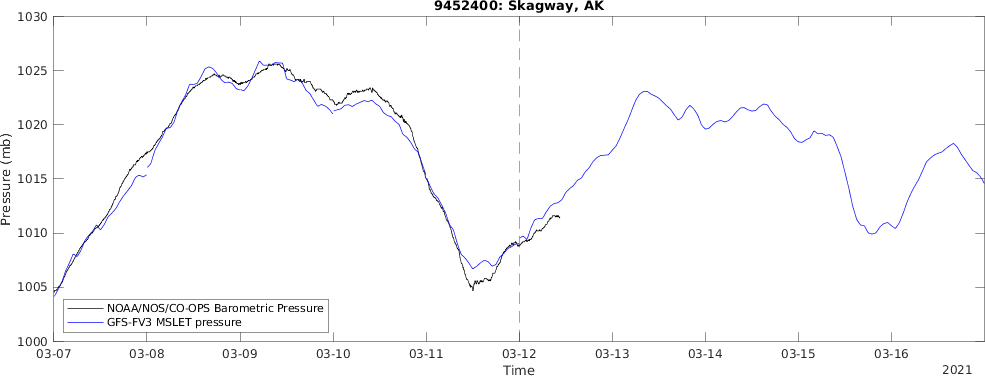 9452400: Skagway, AK
1030
1025
1020
1015
1010
1005
1000
Pressure (mb)
NOAA/NOS/CO-OPS Barometric Pressure
GFS-FV3 MSLET pressure
03-07 03-08 03-09 03-10 03-11 03-12 03-13 03-14 03-15 03-16
Time
2021